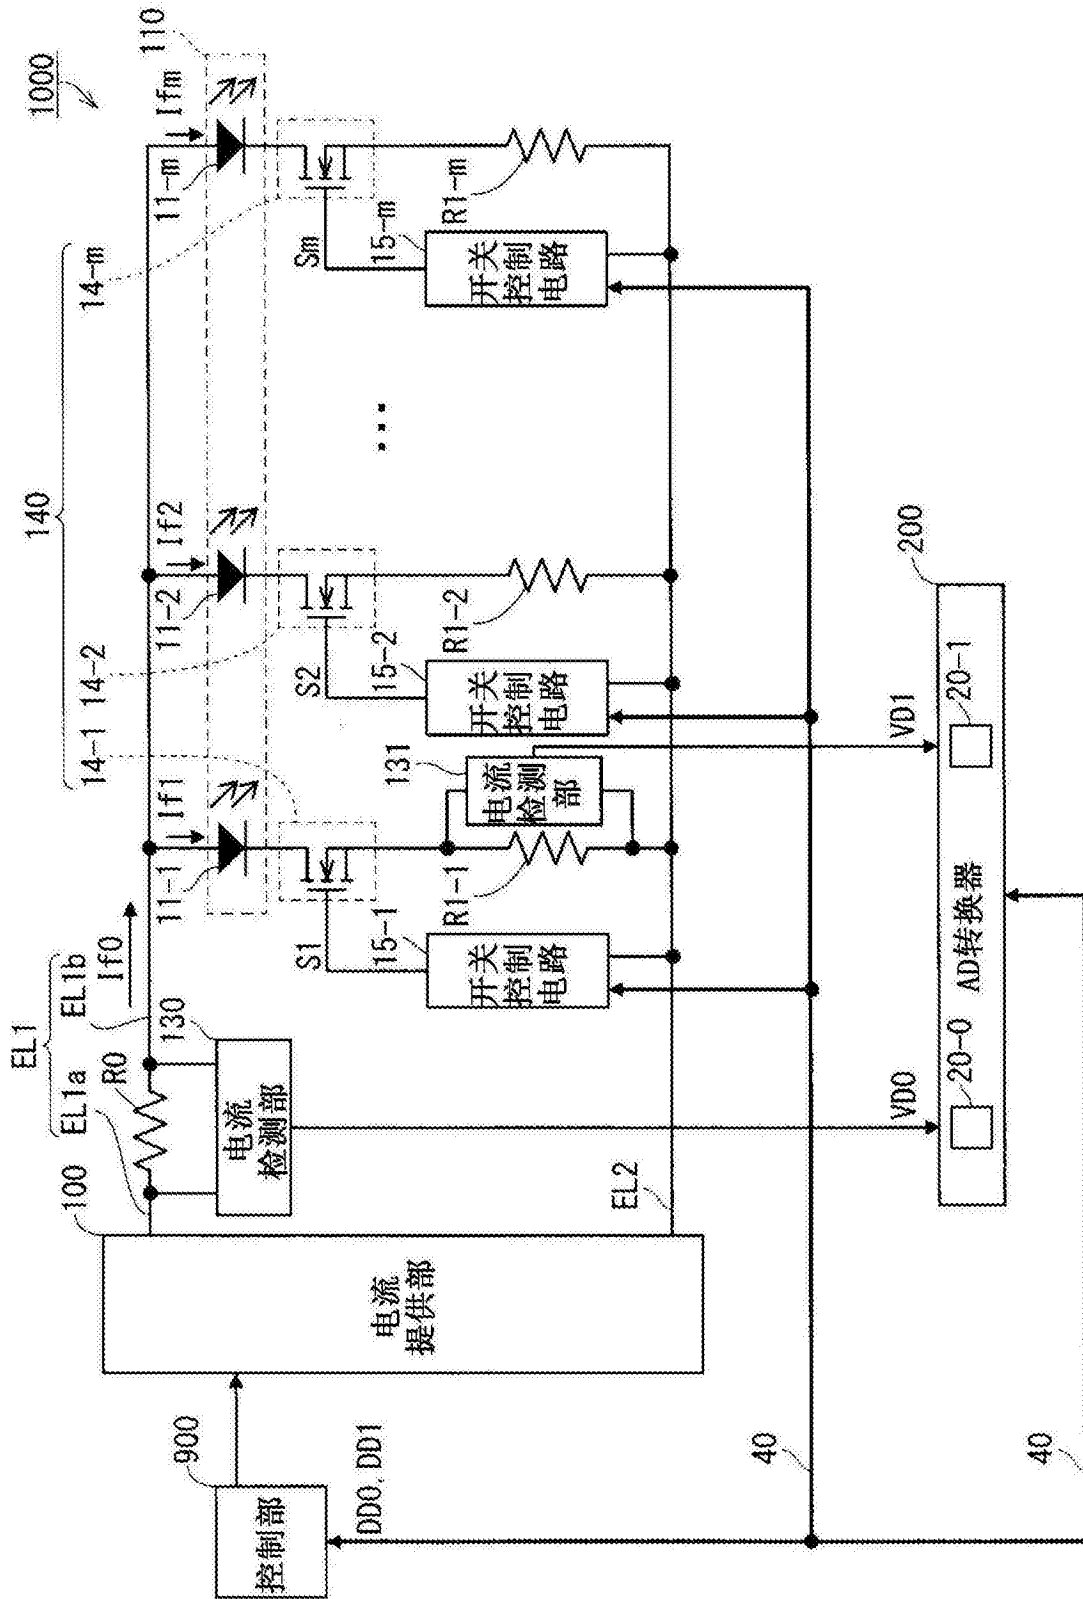 1000
140
110
EL1
EL1a
EL1b
If0
If1
If2
Ifm
100
R0
130
电流
检测部
11-1
14-1
11-2
14-2
11-m
14-m
S1
S2
Sm
15-1
开关
控制
电路
R1-1
131
电流
检测
部
15-2
开关
控制
电路
R1-2
15-m
开关
控制
电路
R1-m
...
900
控制部
电流
提供部
EL2
DD0, DD1
VD0
VD1
200
20-0
AD转换器
20-1
40
40